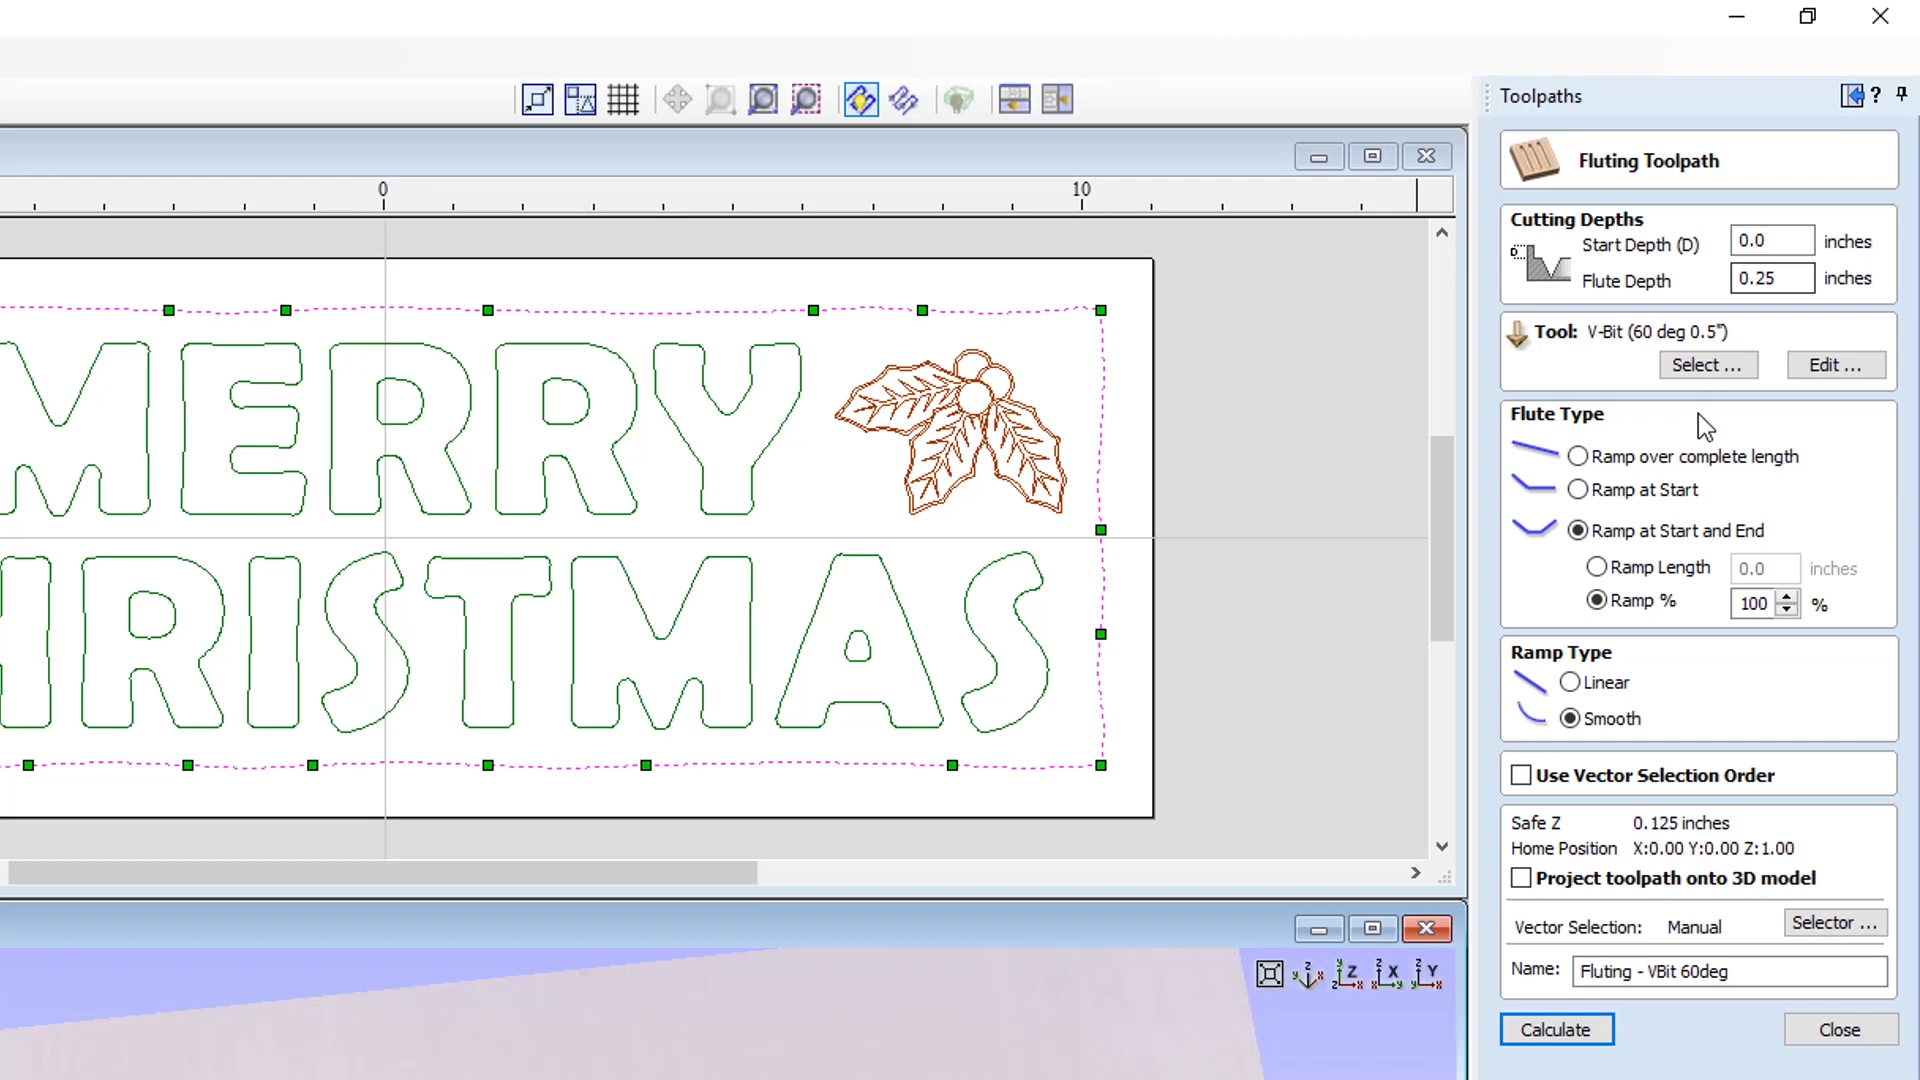 Toolpaths
?
Fluting Toolpath
Cutting Depths
D
Start Depth (D) 0.0 inches
Flute Depth 0.25 inches
Tool: V-Bit (60 deg 0.5")
Select ... Edit ...
Flute Type
Ramp over complete length
Ramp at Start
Ramp at Start and End
Ramp Length 0.0 inches
Ramp % 100 %
Ramp Type
Linear
Smooth
Use Vector Selection Order
Safe Z 0.125 inches
Home Position X:0.00 Y:0.00 Z:1.00
Project toolpath onto 3D model
Vector Selection: Manual Selector ...
Name: Fluting - VBit 60deg
Calculate Close
0 10
MERRY
HRISTMAS
z y x
y Z z x
z X x y
z Y y x